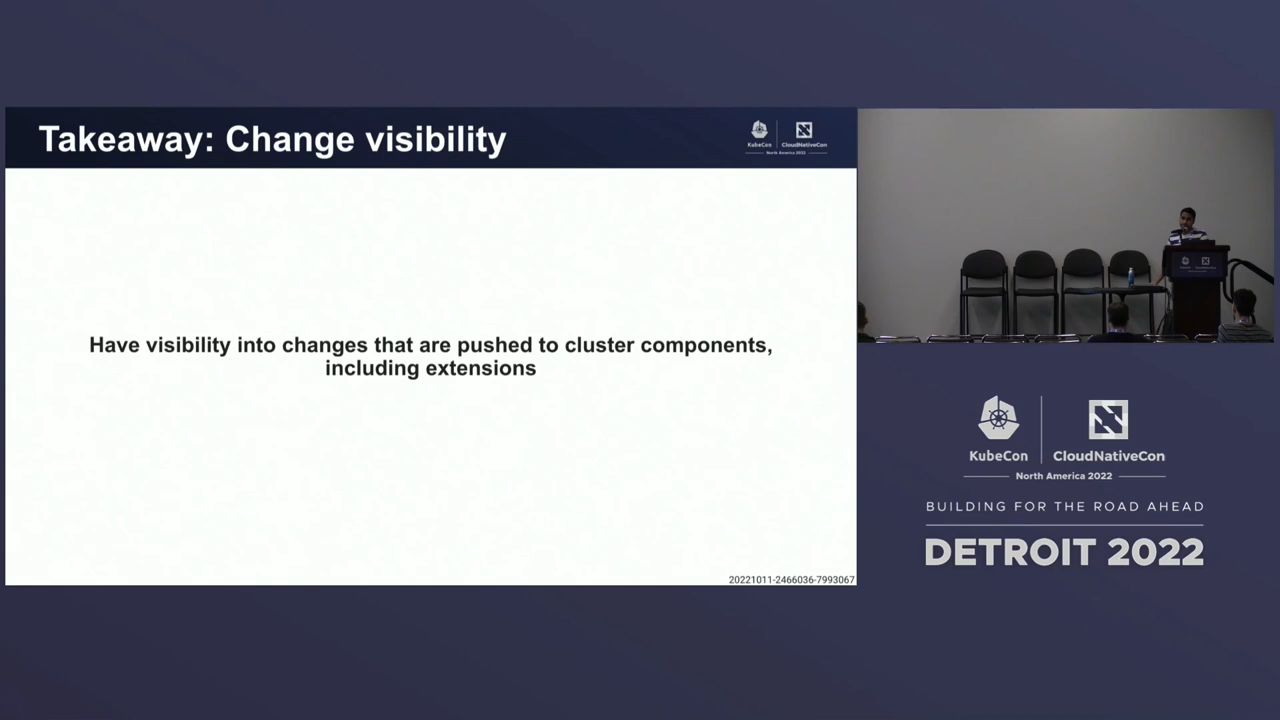 Takeaway: Change visibility
KubeCon
CloudNativeCon
North America 2022
Have visibility into changes that are pushed to cluster components,
including extensions
20221011-2466036-7993067
KubeCon
CloudNativeCon
North America 2022
BUILDING FOR THE ROAD AHEAD
DETROIT 2022